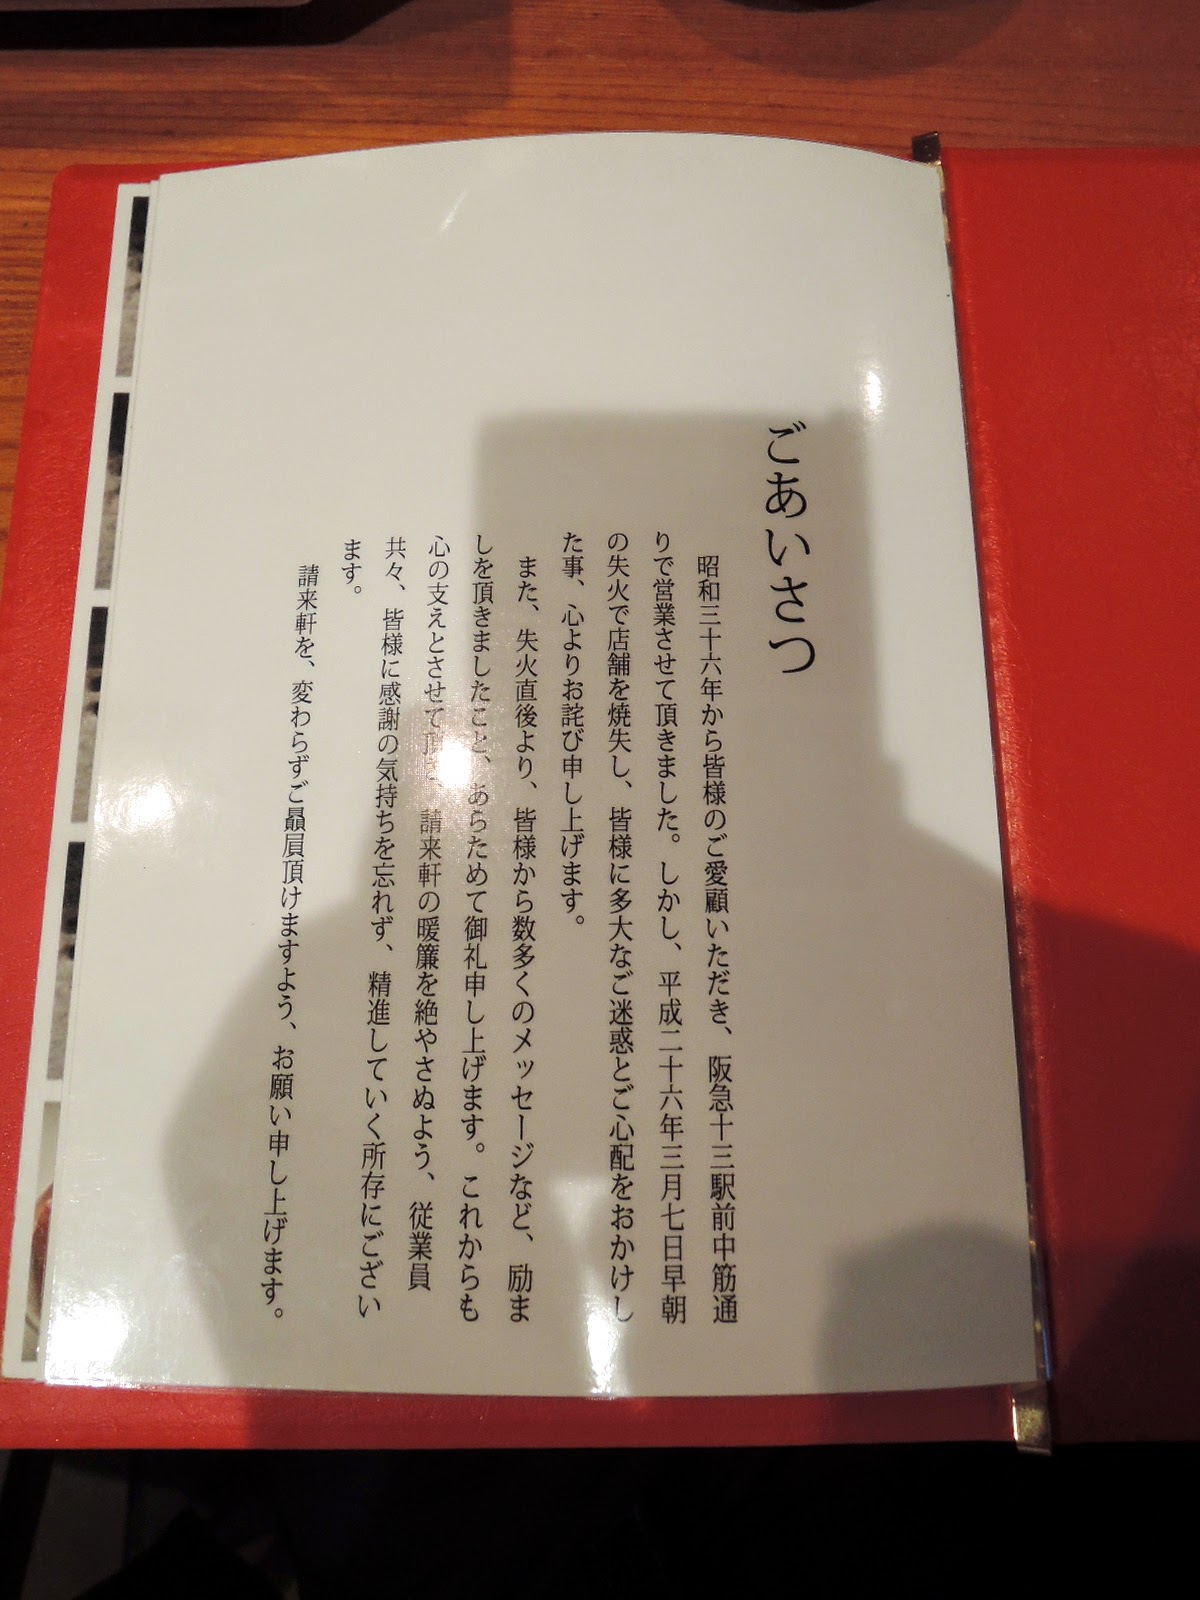 ごあいさつ
昭和三十六年から皆様のご愛顧いただき、阪急十三駅前中筋通
りで営業させて頂きました。しかし、平成二十六年三月七日早朝
の失火で店舗を焼失し、皆様に多大なご迷惑とご心配をおかけし
た事、心よりお詫び申し上げます。
また、失火直後より、皆様から数多くのメッセージなど、励ま
しを頂きましたこと、あらためて御礼申し上げます。これからも
心の支えとさせて頂き、請来軒の暖簾を絶やさぬよう、従業員
共々、皆様に感謝の気持ちを忘れず、精進していく所存にござい
ます。
請来軒を、変わらずご贔屓頂けますよう、お願い申し上げます。